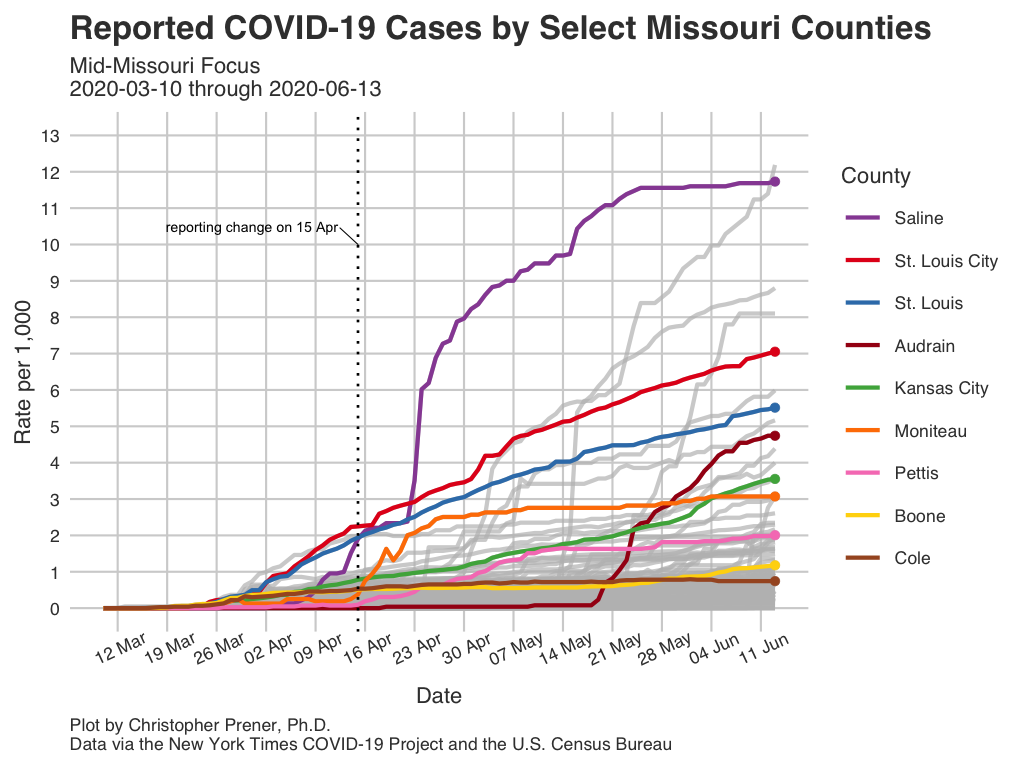 Reported COVID-19 Cases by Select Missouri Counties
Mid-Missouri Focus
2020-03-10 through 2020-06-13
13
12
11
10
9
8
7
6
5
4
3
2
1
0
Rate per 1,000
reporting change on 15 Apr
12 Mar
19 Mar
26 Mar
02 Apr
09 Apr
16 Apr
23 Apr
30 Apr
07 May
14 May
21 May
28 May
04 Jun
11 Jun
Date
County
Saline
St. Louis City
St. Louis
Audrain
Kansas City
Moniteau
Pettis
Boone
Cole
Plot by Christopher Prener, Ph.D.
Data via the New York Times COVID-19 Project and the U.S. Census Bureau